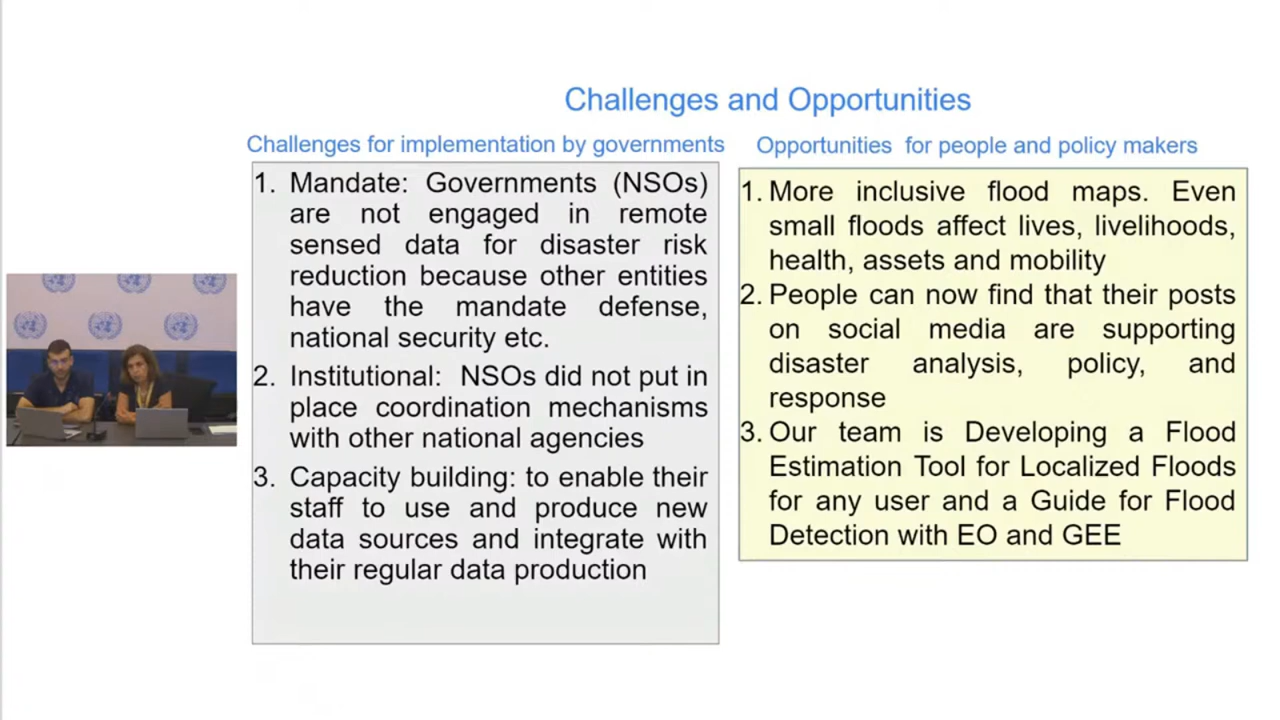 Challenges and Opportunities
Challenges for implementation by governments
1. Mandate: Governments (NSOs)
are not engaged in remote
sensed data for disaster risk
reduction because other entities
have the mandate defense,
national security etc.
2. Institutional: NSOs did not put in
place coordination mechanisms
with other national agencies
3. Capacity building: to enable their
staff to use and produce new
data sources and integrate with
their regular data production
Opportunities for people and policy makers
1. More inclusive flood maps. Even
small floods affect lives, livelihoods,
health, assets and mobility
2. People can now find that their posts
on social media are supporting
disaster analysis, policy, and
response
3. Our team is Developing a Flood
Estimation Tool for Localized Floods
for any user and a Guide for Flood
Detection with EO and GEE